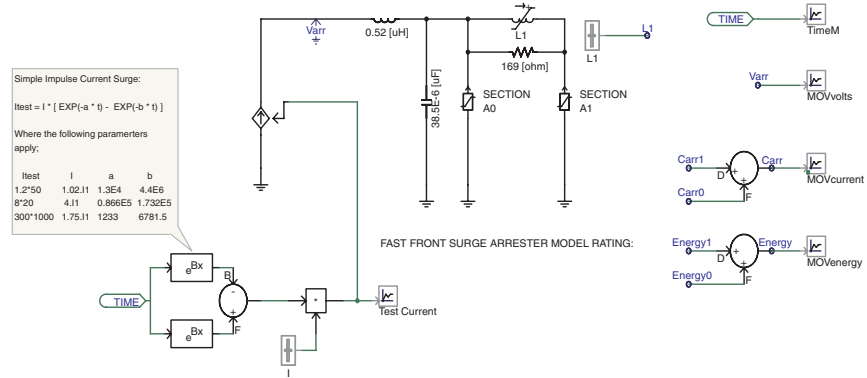 Simple Impulse Current Surge:
Itest = I * [ EXP(-a * t) - EXP(-b * t) ]
Where the following paramerters
apply;
Itest I a b
1.2*50 1.02.I1 1.3E4 4.4E6
8*20 4.I1 0.866E5 1.732E5
300*1000 1.75.I1 1233 6781.5
Varr
0.52 [uH]
L1
169 [ohm]
38.5E-6 [uF]
SECTION
A0
SECTION
A1
L1
L1
FAST FRONT SURGE ARRESTER MODEL RATING:
TIME
eBx
B
-
+
eBx
F
*
I
Test Current
TIME
TimeM
Varr
MOVvolts
Carr1
D
+
+
Carr
Carr0
F
MOVcurrent
Energy1
D
+
+
Energy
Energy0
F
MOVenergy